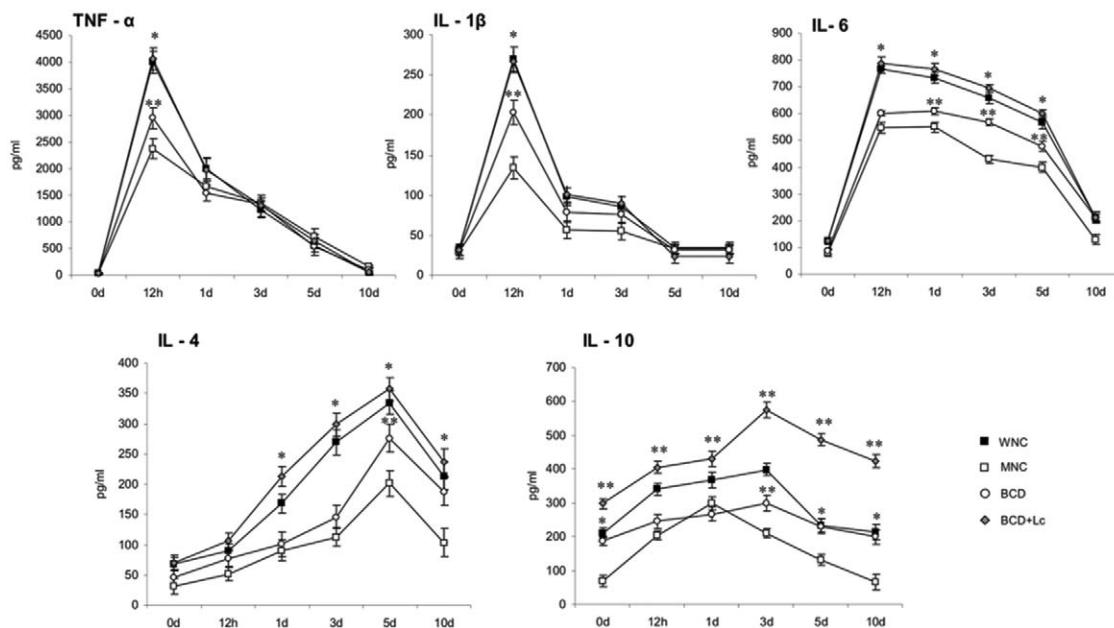 TNF - α
4500
4000
3500
3000
2500
2000
1500
1000
500
0
pg/ml
*
**
0d 12h 1d 3d 5d 10d
IL - 1β
300
250
200
150
100
50
0
pg/ml
*
**
0d 12h 1d 3d 5d 10d
IL - 6
900
800
700
600
500
400
300
200
100
0
pg/ml
* * * *
** ** **
0d 12h 1d 3d 5d 10d
IL - 4
400
350
300
250
200
150
100
50
0
pg/ml
* * * *
**
0d 12h 1d 3d 5d 10d
IL - 10
700
600
500
400
300
200
100
0
pg/ml
** ** ** ** ** **
* ** * *
0d 12h 1d 3d 5d 10d
WNC
MNC
BCD
BCD+Lc